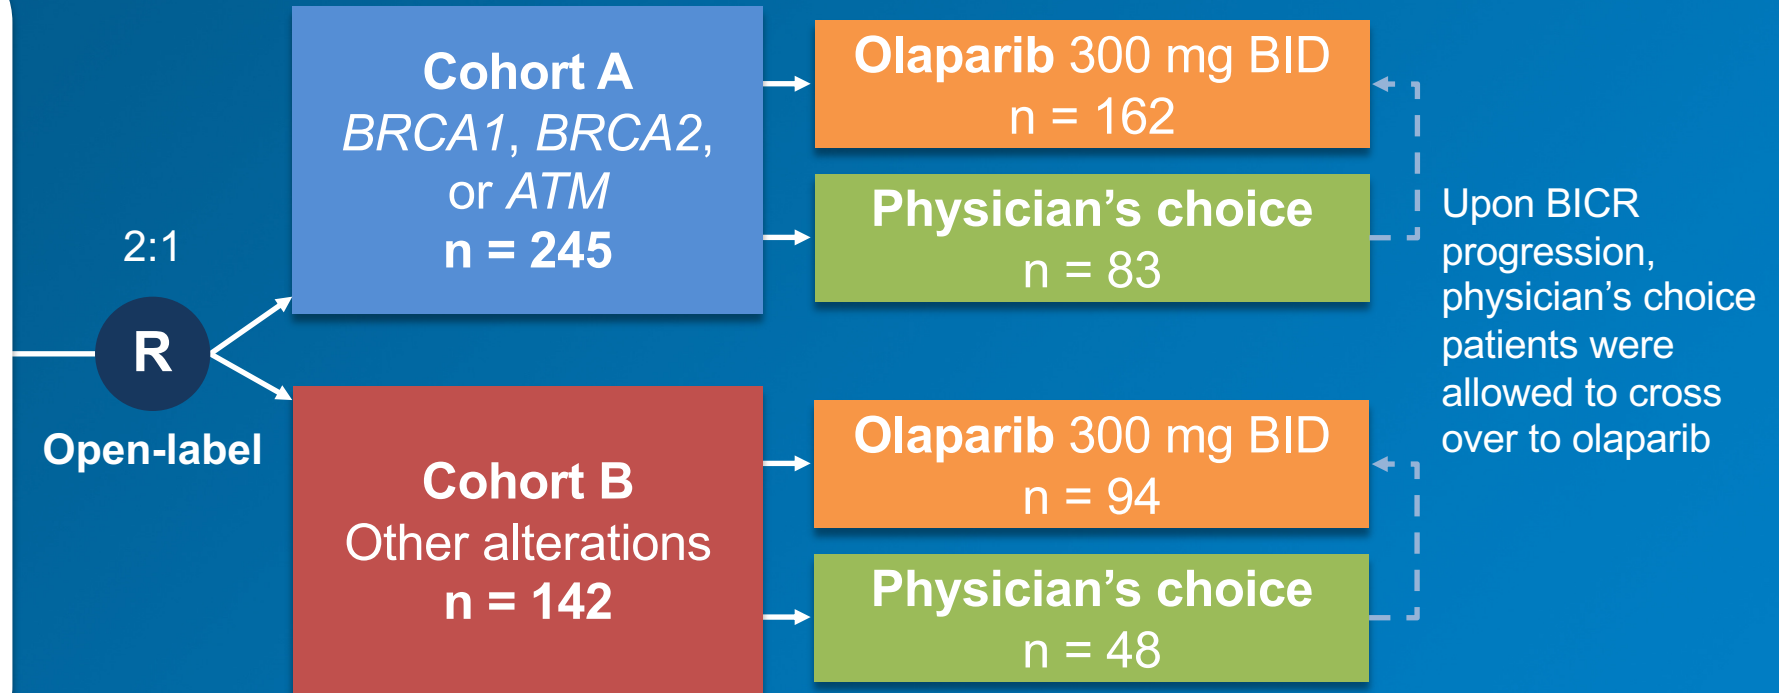 2:1
R
Open-label
Cohort A
BRCA1, BRCA2,
or ATM
n = 245
Olaparib 300 mg BID
n = 162
Physician’s choice
n = 83
Cohort B
Other alterations
n = 142
Olaparib 300 mg BID
n = 94
Physician’s choice
n = 48
Upon BICR
progression,
physician’s choice
patients were
allowed to cross
over to olaparib